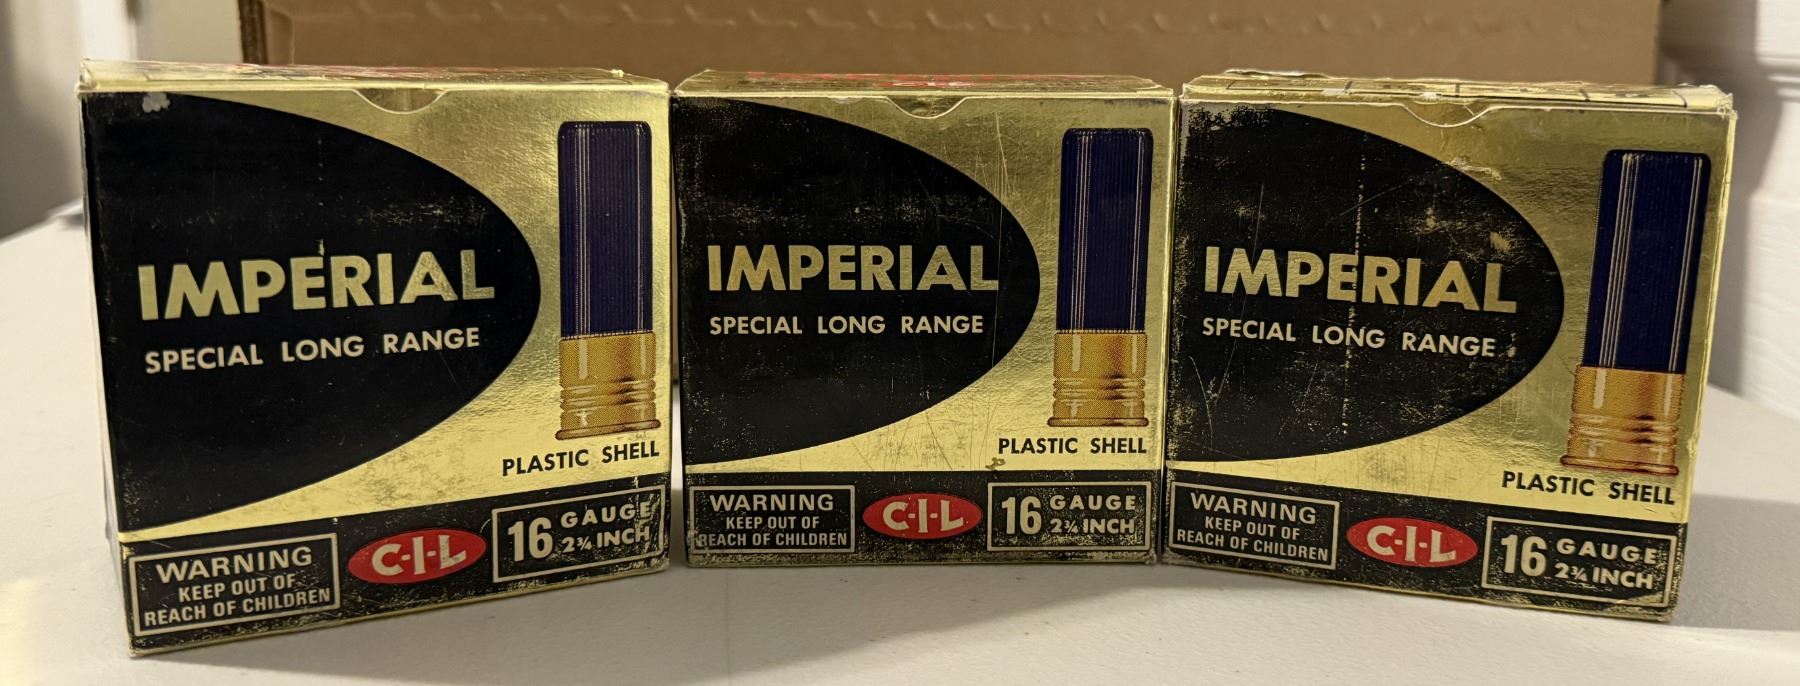 IMPERIAL
SPECIAL LONG RANGE
PLASTIC SHELL
WARNING
KEEP OUT OF
REACH OF CHILDREN
C-I-L
16 GAUGE
2¾ INCH
IMPERIAL
SPECIAL LONG RANGE
PLASTIC SHELL
WARNING
KEEP OUT OF
REACH OF CHILDREN
C-I-L
16 GAUGE
2¾ INCH
IMPERIAL
SPECIAL LONG RANGE
PLASTIC SHELL
WARNING
KEEP OUT OF
REACH OF CHILDREN
C-I-L
16 GAUGE
2¾ INCH